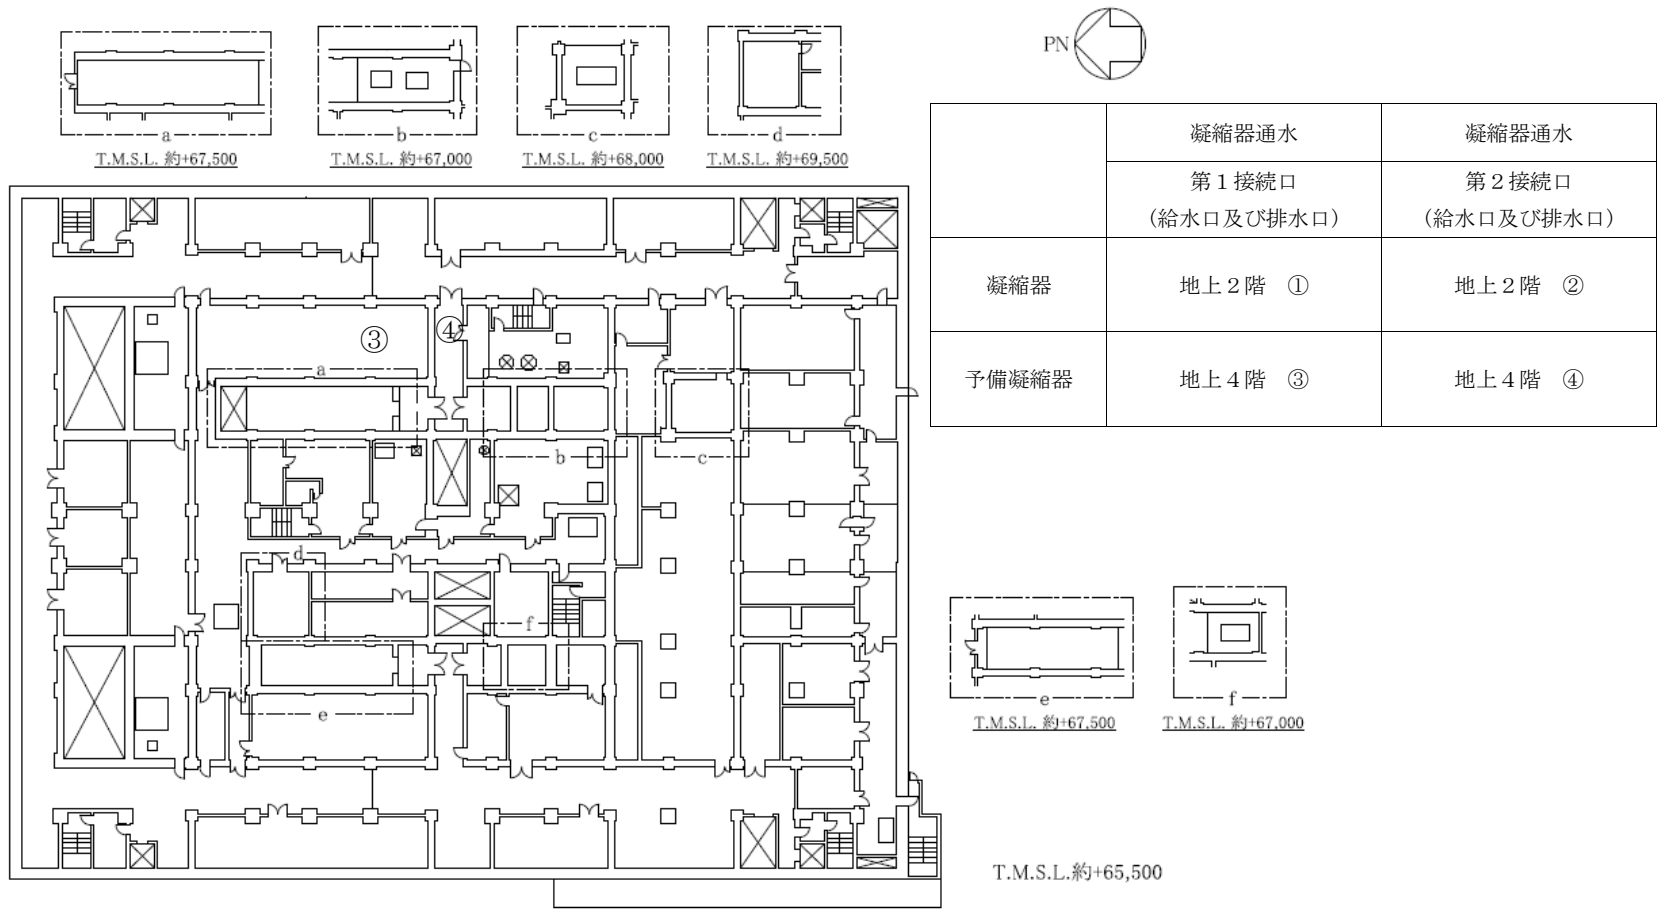 a
T.M.S.L. 約+67,500
b
T.M.S.L. 約+67,000
c
T.M.S.L. 約+68,000
d
T.M.S.L. 約+69,500
PN
凝縮器通水 凝縮器通水
第１接続口 第２接続口
（給水口及び排水口） （給水口及び排水口）
凝縮器 地上２階 ① 地上２階 ②
予備凝縮器 地上４階 ③ 地上４階 ④
③ ④
a
b
c
d
f
e
e
T.M.S.L. 約+67,500
f
T.M.S.L. 約+67,000
T.M.S.L.約+65,500